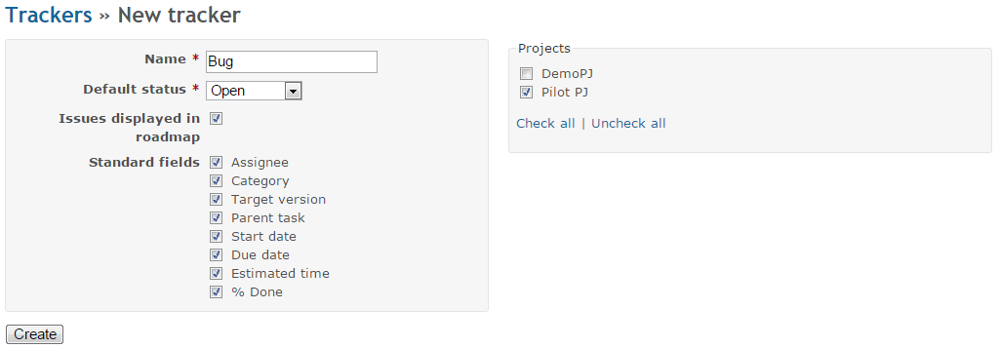 Trackers » New tracker
Name *
Bug
Default status *
Open
Issues displayed in
roadmap
Standard fields
Assignee
Category
Target version
Parent task
Start date
Due date
Estimated time
% Done
Projects
DemoPJ
Pilot PJ
Check all | Uncheck all
Create